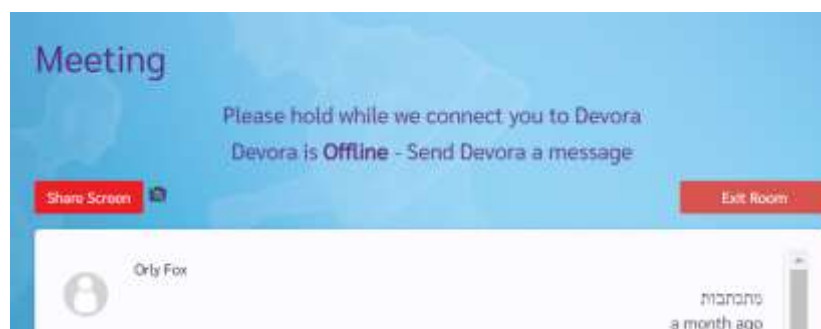 Meeting
Please hold while we connect you to Devora
Devora is Offline - Send Devora a message
Share Screen
Exit Room
Orly Fox
מתכתבות
a month ago